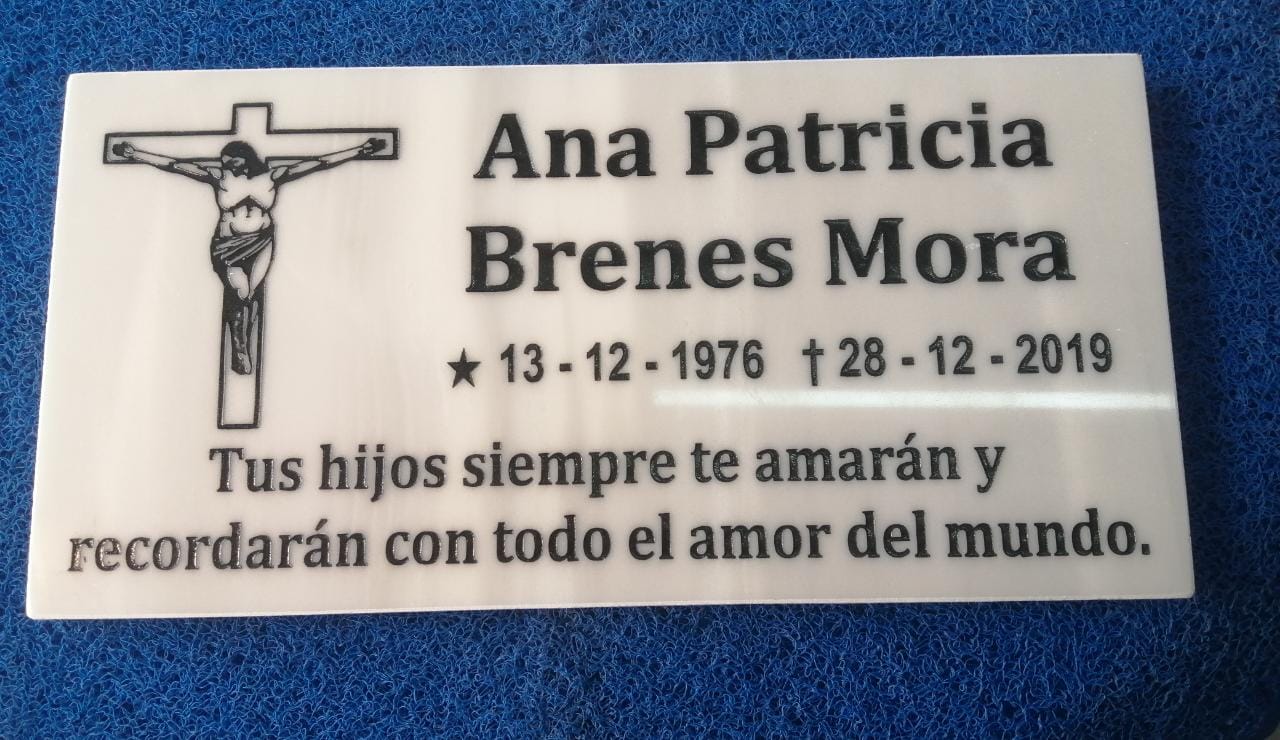 Ana Patricia
Brenes Mora
★ 13 - 12 - 1976 † 28 - 12 - 2019
Tus hijos siempre te amarán y
recordarán con todo el amor del mundo.